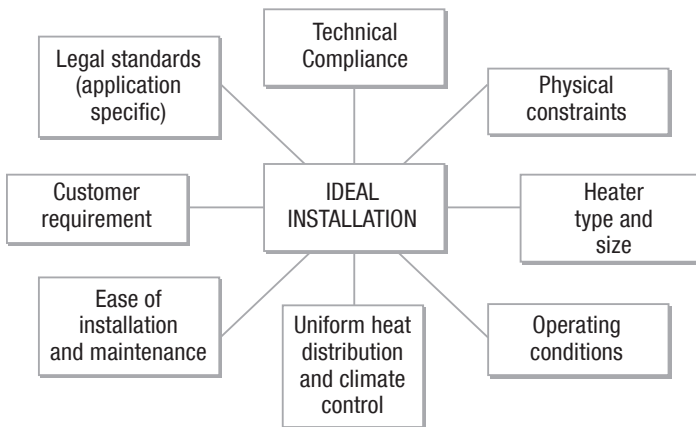 Technical
Compliance
Legal standards
(application
specific)
Physical
constraints
Customer
requirement
IDEAL
INSTALLATION
Heater
type and
size
Ease of
installation
and maintenance
Uniform heat
distribution
and climate
control
Operating
conditions